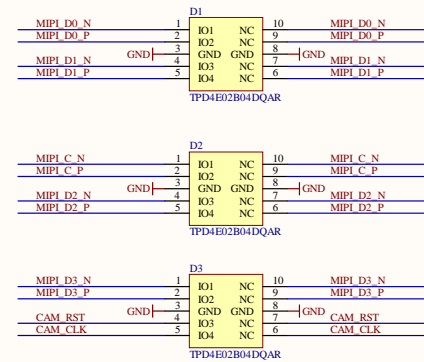 D1
MIPI_D0_N 1 IO1 NC 10 MIPI_D0_N
MIPI_D0_P 2 IO2 NC 9 MIPI_D0_P
GND 3 GND GND 8 GND
MIPI_D1_N 4 IO3 NC 7 MIPI_D1_N
MIPI_D1_P 5 IO4 NC 6 MIPI_D1_P
TPD4E02B04DQAR
D2
MIPI_C_N 1 IO1 NC 10 MIPI_C_N
MIPI_C_P 2 IO2 NC 9 MIPI_C_P
GND 3 GND GND 8 GND
MIPI_D2_N 4 IO3 NC 7 MIPI_D2_N
MIPI_D2_P 5 IO4 NC 6 MIPI_D2_P
TPD4E02B04DQAR
D3
MIPI_D3_N 1 IO1 NC 10 MIPI_D3_N
MIPI_D3_P 2 IO2 NC 9 MIPI_D3_P
GND 3 GND GND 8 GND
CAM_RST 4 IO3 NC 7 CAM_RST
CAM_CLK 5 IO4 NC 6 CAM_CLK
TPD4E02B04DQAR